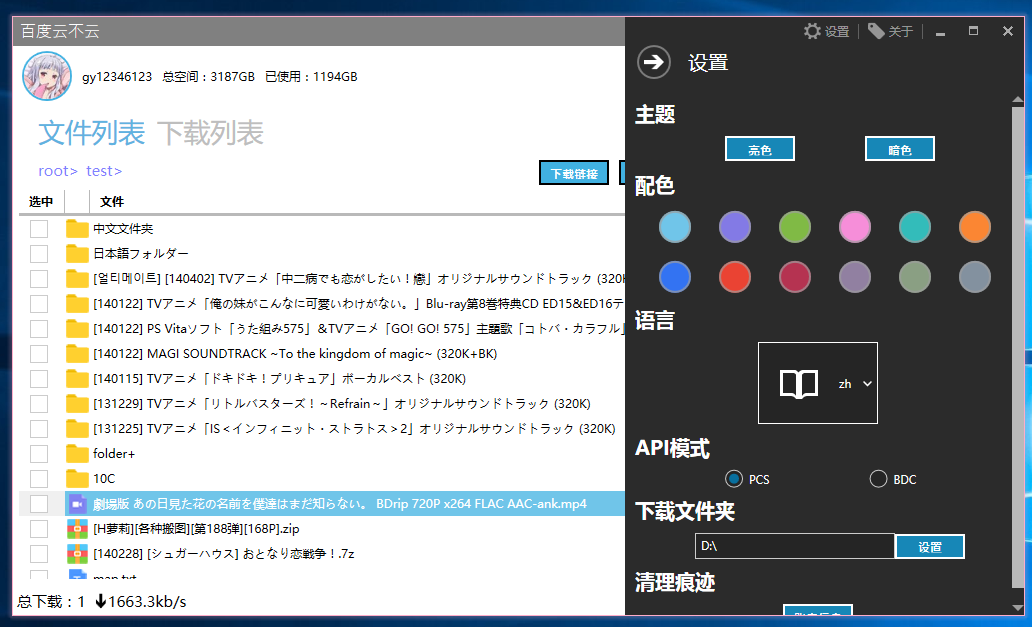 百度云不云
设置 关于
gy12346123 总空间：3187GB 已使用：1194GB
文件列表 下载列表
root> test>
下载链接
选中 文件
中文文件夹
日本語フォルダー
[얼티메이트] [140402] TVアニメ「中二病でも恋がしたい！戀」オリジナルサウンドトラック (320K
[140122] TVアニメ「俺の妹がこんなに可愛いわけがない。」Blu-ray第8巻特典CD ED15&ED16テ
[140122] PS Vitaソフト「うた組み575」＆TVアニメ「GO! GO! 575」主題歌「コトバ・カラフル」
[140122] MAGI SOUNDTRACK ~To the kingdom of magic~ (320K+BK)
[140115] TVアニメ「ドキドキ！プリキュア」ボーカルベスト (320K)
[131229] TVアニメ「リトルバスターズ！～Refrain～」オリジナルサウンドトラック (320K)
[131225] TVアニメ「IS＜インフィニット・ストラトス＞2」オリジナルサウンドトラック (320K)
folder+
10C
劇場版 あの日見た花の名前を僕達はまだ知らない。 BDrip 720P x264 FLAC AAC-ank.mp4
[H萝莉][各种搬图][第188弹][168P].zip
[140228] [シュガーハウス] おとなり恋戦争！.7z
总下载：1 1663.3kb/s
设置
主题
亮色 暗色
配色
语言
zh
API模式
PCS BDC
下载文件夹
D:\ 设置
清理痕迹